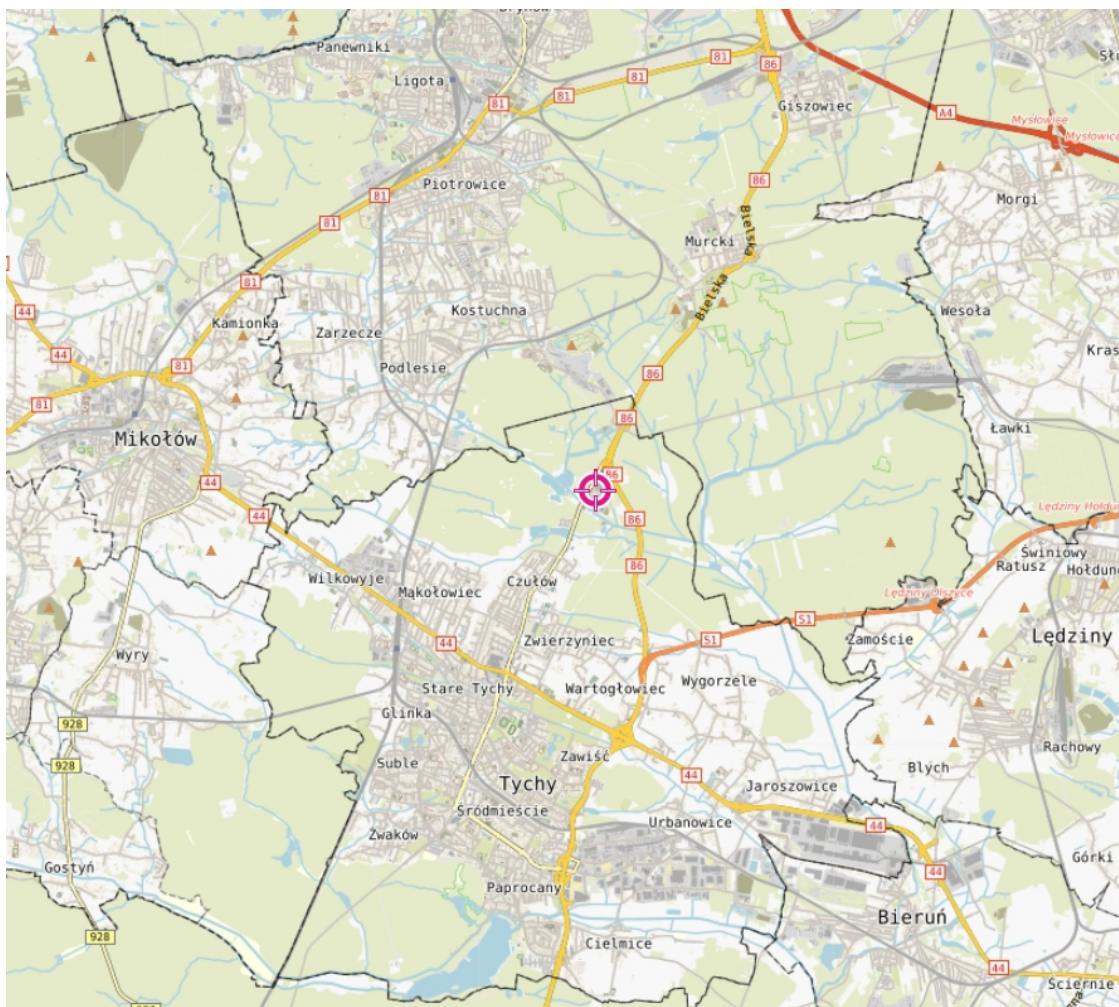 Panewniki
81
86
81
Ligota
81
81
Giszowiec
A4
Mysłowice
Mysłowice
Piotrowice
81
86
Morgi
81
Bielska
Murcki
44
81
Bielska
Kamionka
Zarzecze
Kostuchna
Wesoła
44
81
Podlesie
86
81
86
Mikołów
Ławki
44
86
44
86
Lędziny Hołdun
Świniowy
Ratusz
Hołdun
Wilkowyje
Mąkołowiec
Czułów
86
Lędziny Olszyce
Zwierzyniec
44
S1
S1
Zamoście
Lędziny
Wyry
Stare Tychy
Wartogłowiec
Wygorzele
Glinka
928
Zawiść
Rachowy
928
Suble
Tychy
44
Blych
Jaroszowice
Śródmieście
Urbanowice
44
Żwaków
Górki
Gostyń
44
Paprocany
Bieruń
928
Cielmice
44
Ściernie